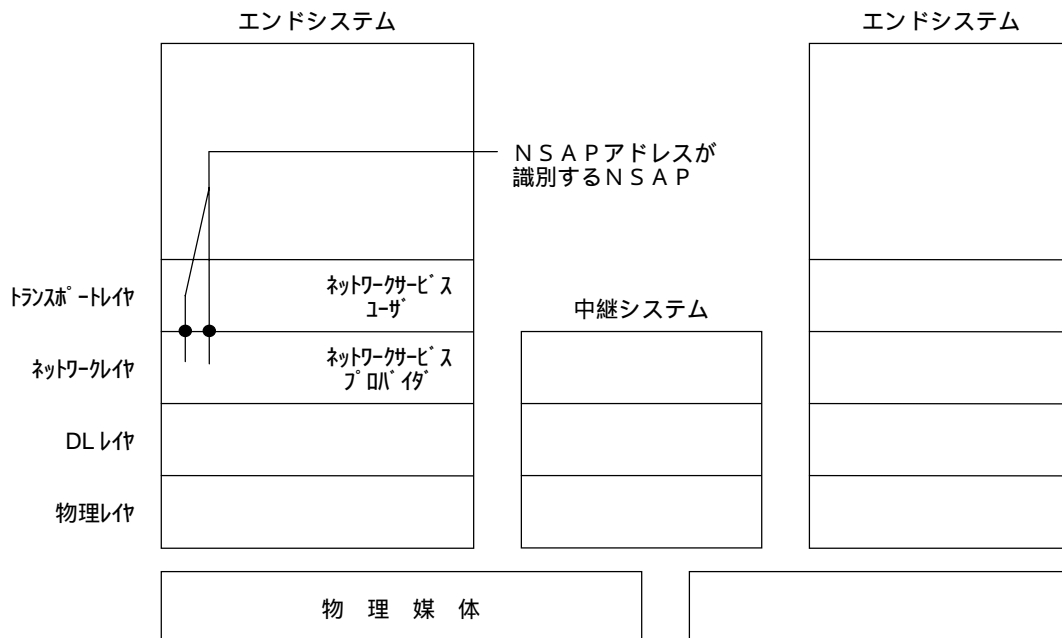 エンドシステム
エンドシステム
ＮＳＡＰアドレスが
識別するＮＳＡＰ
トランスポートレイヤ
ネットワークサービス
ユーザ
中継システム
ネットワークレイヤ
ネットワークサービス
プロバイダ
DLレイヤ
物理レイヤ
物 理 媒 体